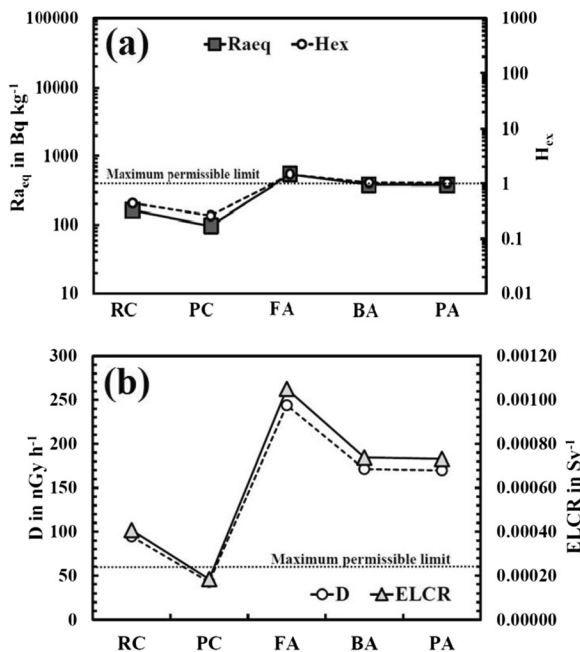 (a)
Raeq Hex
Maximum permissible limit
Ra_eq in Bq kg⁻¹
100000
10000
1000
100
10
H_ex
1000
100
10
1
0.1
0.01
RC PC FA BA PA
(b)
Maximum permissible limit
D ELCR
D in nGy h⁻¹
300
250
200
150
100
50
0
ELCR in Sv⁻¹
0.00120
0.00100
0.00080
0.00060
0.00040
0.00020
0.00000
RC PC FA BA PA